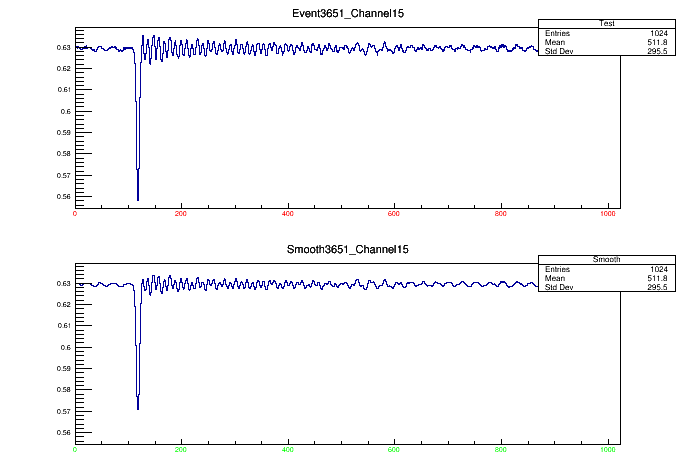 Event3651_Channel15
Test
Entries 1024
Mean 511.8
Std Dev 295.5
0.63
0.62
0.61
0.6
0.59
0.58
0.57
0.56
0 200 400 600 800 1000
Smooth3651_Channel15
Smooth
Entries 1024
Mean 511.8
Std Dev 295.5
0.63
0.62
0.61
0.6
0.59
0.58
0.57
0.56
0 200 400 600 800 1000